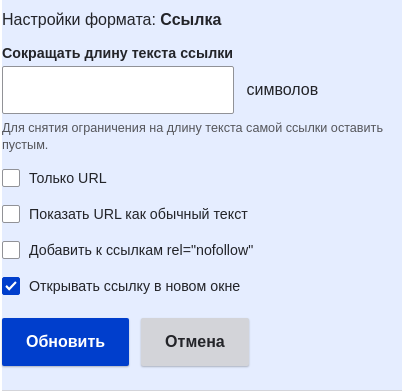 Настройки формата: Ссылка
Сокращать длину текста ссылки
символов
Для снятия ограничения на длину текста самой ссылки оставить
пустым.
Только URL
Показать URL как обычный текст
Добавить к ссылкам rel="nofollow"
Открывать ссылку в новом окне
Обновить Отмена